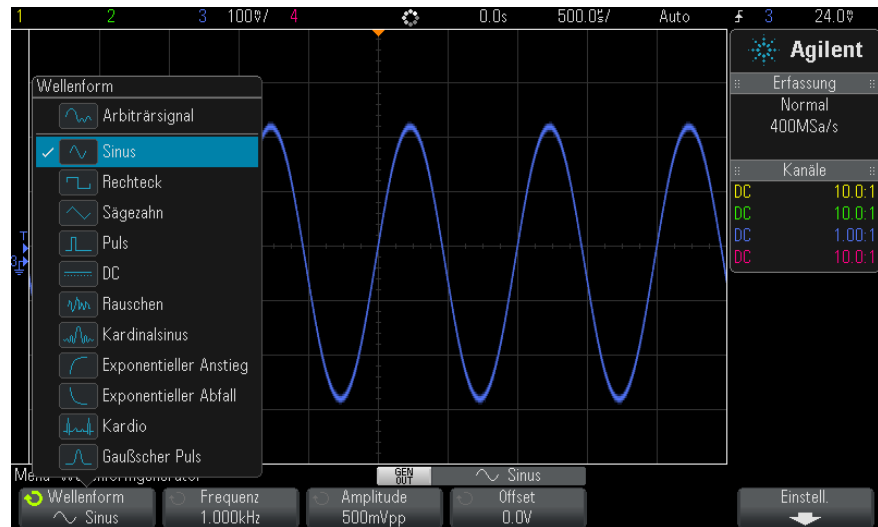 1 2 3 100V/ 4 0.0s 500.0µs/ Auto 3 24.0V
Agilent
Erfassung
Normal
400MSa/s
Kanäle
DC 10.0:1
DC 10.0:1
DC 1.00:1
DC 10.0:1
Wellenform
Arbiträrsignal
Sinus
Rechteck
Sägezahn
Puls
DC
Rauschen
Kardinalsinus
Exponentieller Anstieg
Exponentieller Abfall
Kardio
Gaußscher Puls
T
3
GEN OUT Sinus
Wellenform Frequenz Amplitude Offset Einstell.
Sinus 1.000kHz 500mVpp 0.0V